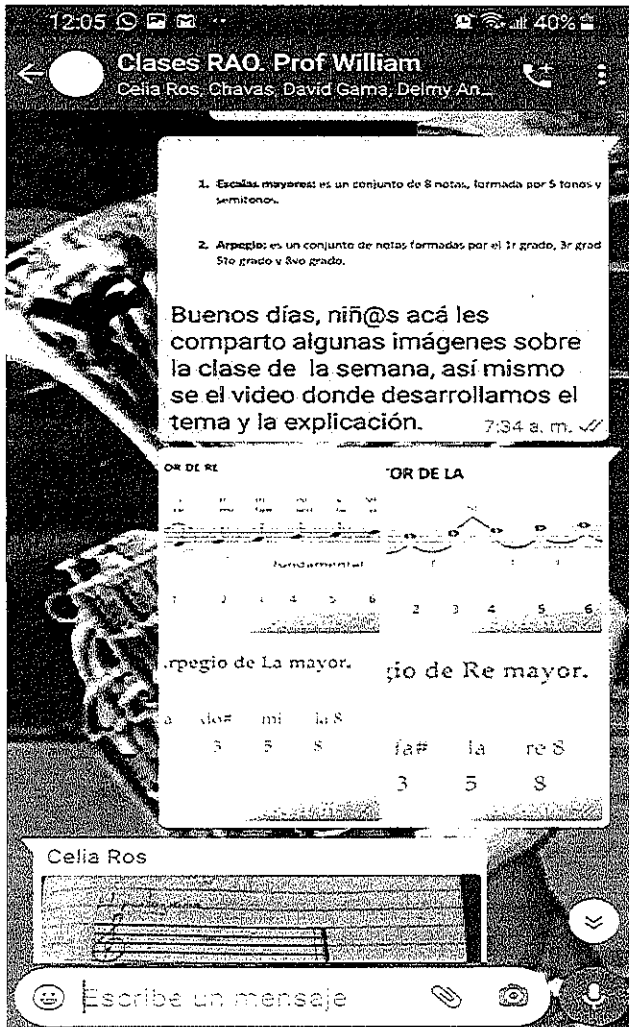 12:05
40%
Clases RAO. Prof William
Celia Ros, Chavas, David Gama, Delmy An...
1. Escalas mayores: es un conjunto de 8 notas, formada por 5 tonos y
semitonos.
2. Arpegio: es un conjunto de notas formadas por el 1r grado, 3r grad
5to grado y 8vo grado.
Buenos días, niñ@s acá les
comparto algunas imágenes sobre
la clase de la semana, así mismo
se el video donde desarrollamos el
tema y la explicación.
7:34 a. m.
OR DE RE
fundamental
1 2 3 4 5 6
OR DE LA
2 3 4 5 6
rpegio de La mayor.
a do# mi la 8
3 5 8
gio de Re mayor.
fa# la re 8
3 5 8
Celia Ros
Escribe un mensaje